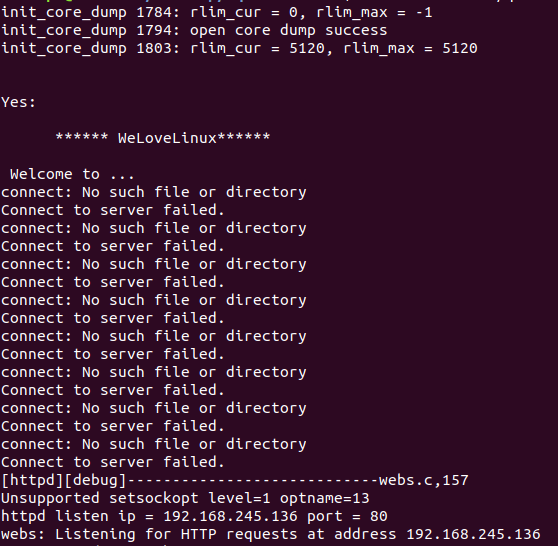 init_core_dump 1784: rlim_cur = 0, rlim_max = -1
init_core_dump 1794: open core dump success
init_core_dump 1803: rlim_cur = 5120, rlim_max = 5120
Yes:
****** WeLoveLinux******
Welcome to ...
connect: No such file or directory
Connect to server failed.
connect: No such file or directory
Connect to server failed.
connect: No such file or directory
Connect to server failed.
connect: No such file or directory
Connect to server failed.
connect: No such file or directory
Connect to server failed.
connect: No such file or directory
Connect to server failed.
connect: No such file or directory
Connect to server failed.
connect: No such file or directory
Connect to server failed.
[httpd][debug]----------------------------webs.c,157
Unsupported setsockopt level=1 optname=13
httpd listen ip = 192.168.245.136 port = 80
webs: Listening for HTTP requests at address 192.168.245.136